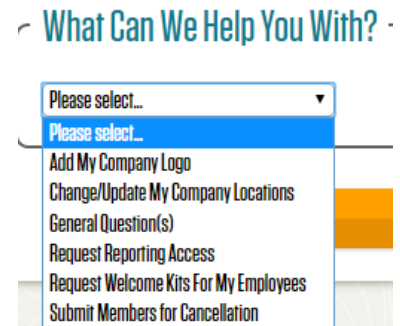 What Can We Help You With?
Please select...
Please select...
Add My Company Logo
Change/Update My Company Locations
General Question(s)
Request Reporting Access
Request Welcome Kits For My Employees
Submit Members for Cancellation